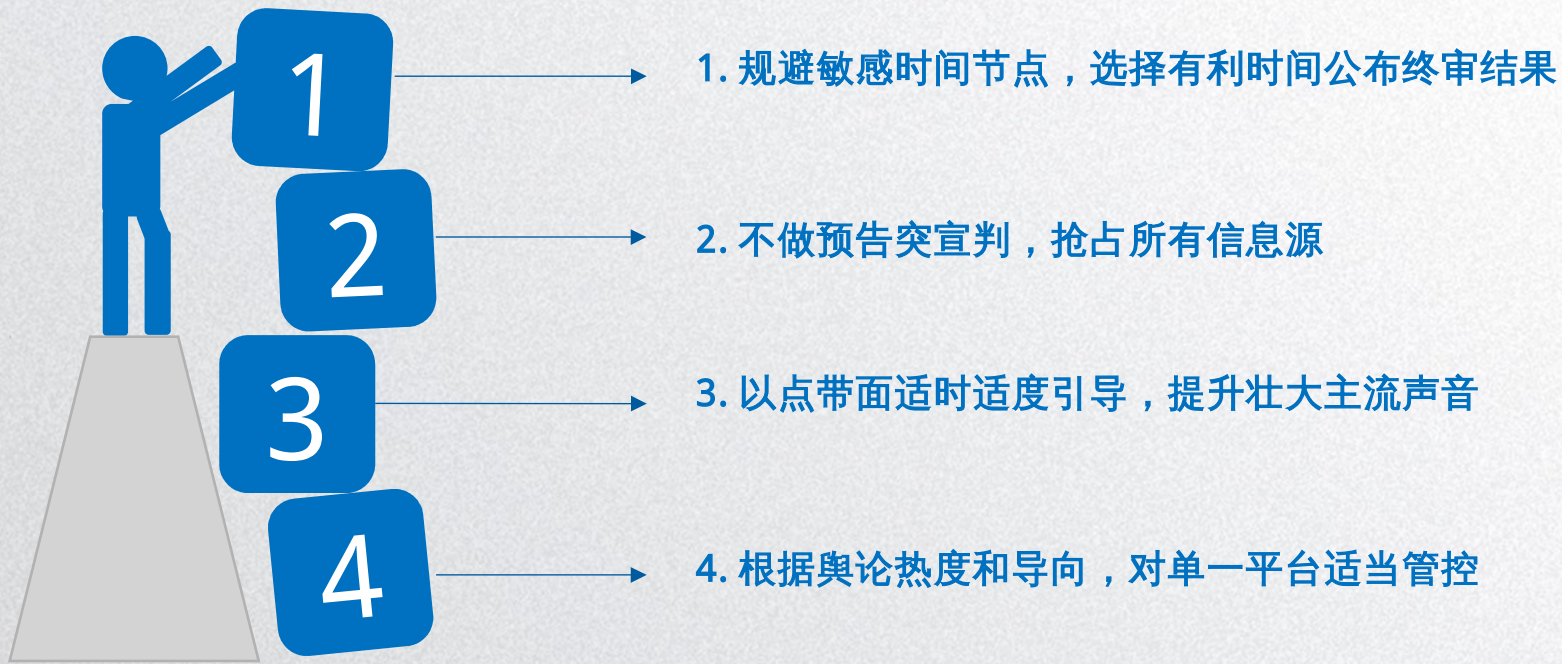 1
1. 规避敏感时间节点，选择有利时间公布终审结果
2
2. 不做预告突宣判，抢占所有信息源
3
3. 以点带面适时适度引导，提升壮大主流声音
4
4. 根据舆论热度和导向，对单一平台适当管控